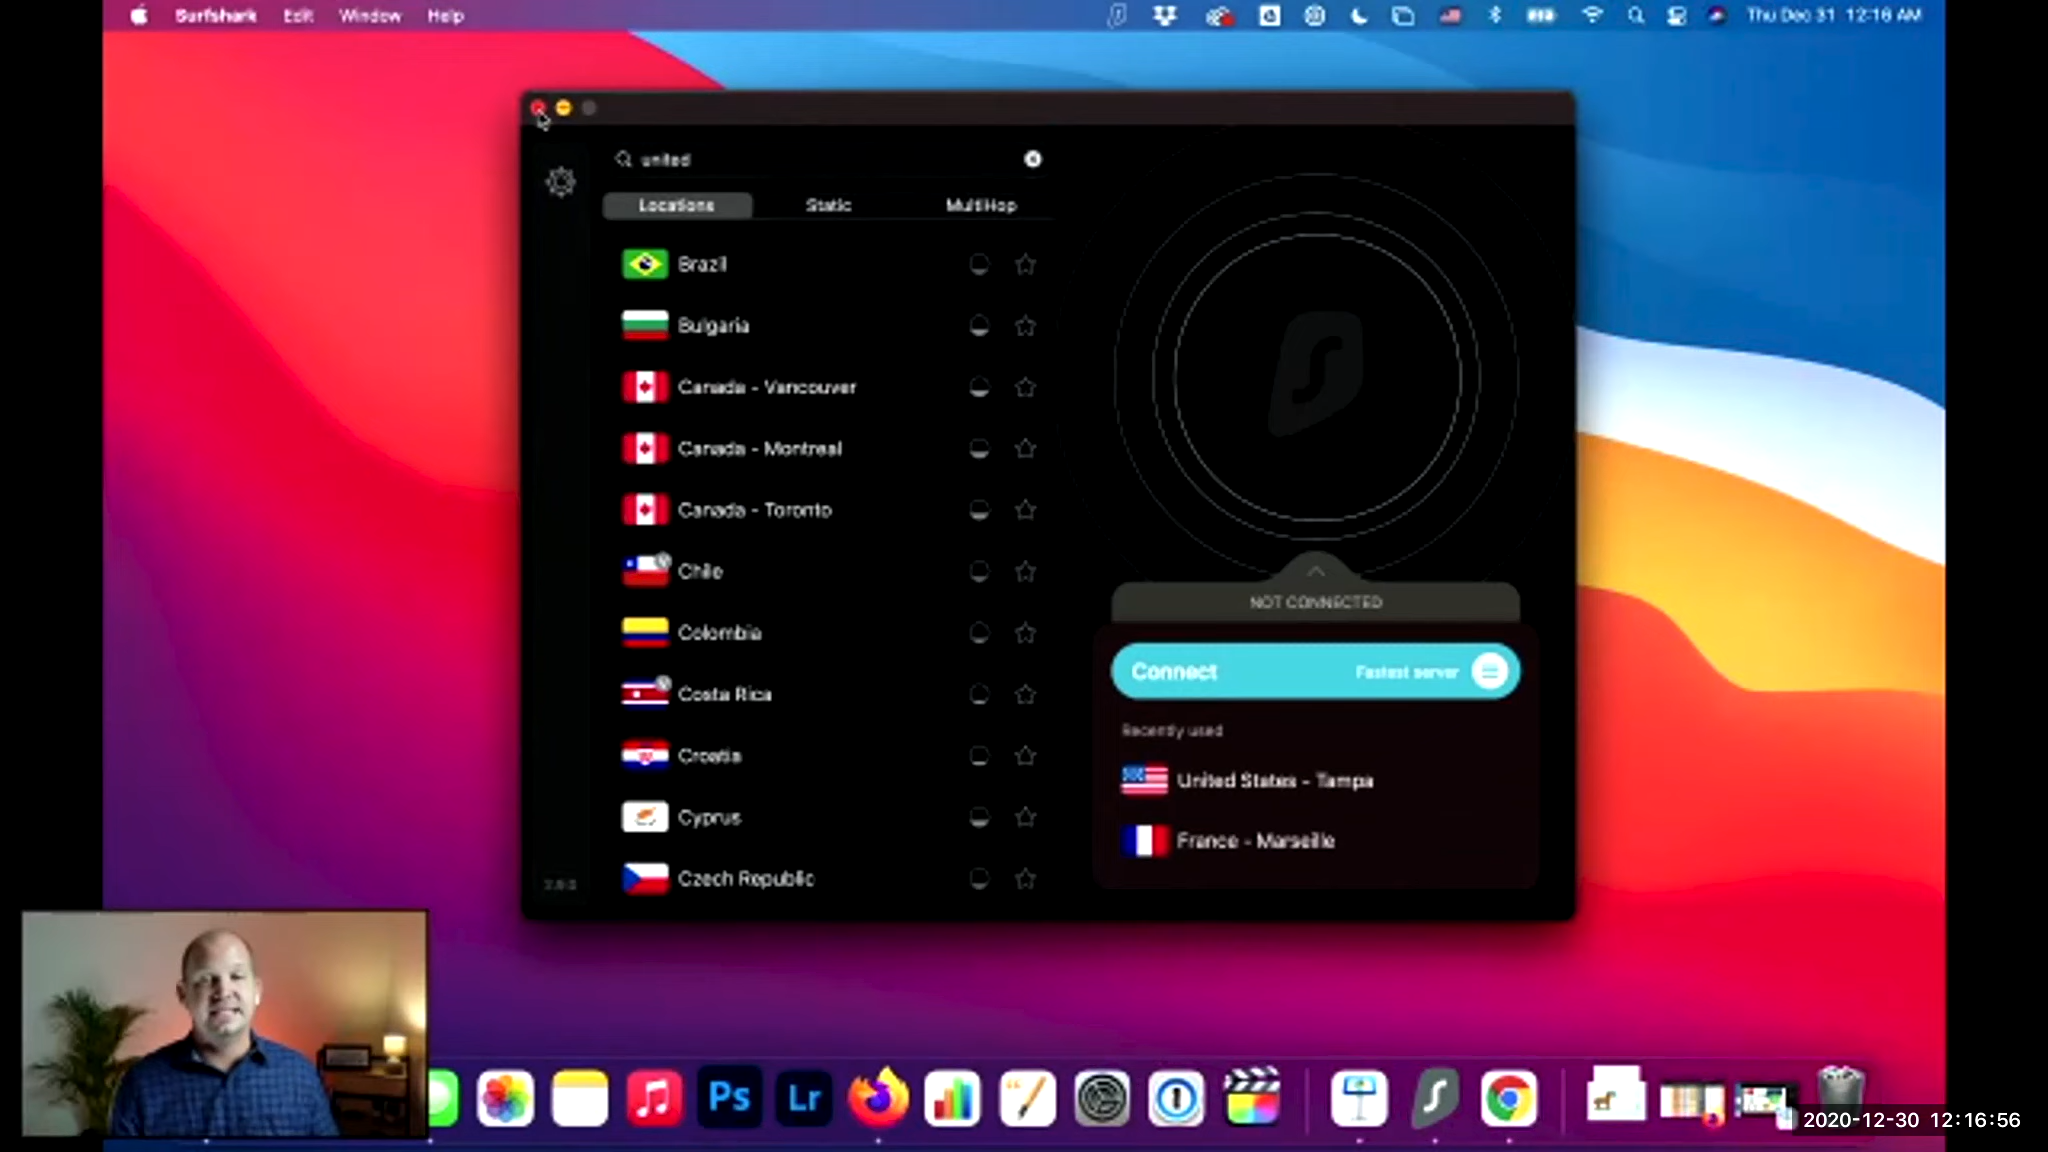 Surfshark Edit Window Help
Thu Dec 31 12:16 AM
united
Locations Static MultiHop
Brazil
Bulgaria
Canada - Vancouver
Canada - Montreal
Canada - Toronto
Chile
Colombia
Costa Rica
Croatia
Cyprus
Czech Republic
NOT CONNECTED
Connect Fastest server
Recently used
United States - Tampa
France - Marseille
Ps Lr
2020-12-30 12:16:56